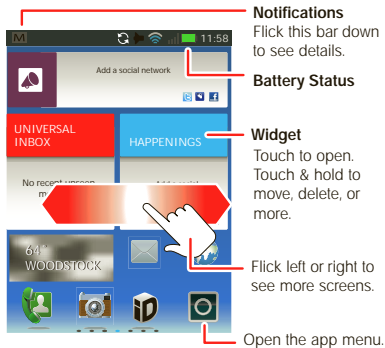 Notifications
Flick this bar down
to see details.
M
11:58
Battery Status
Add a social network
UNIVERSAL
INBOX
HAPPENINGS
Widget
Touch to open.
Touch & hold to
move, delete, or
more.
No recent
64°
WOODSTOCK
Flick left or right to
see more screens.
iD
Open the app menu.